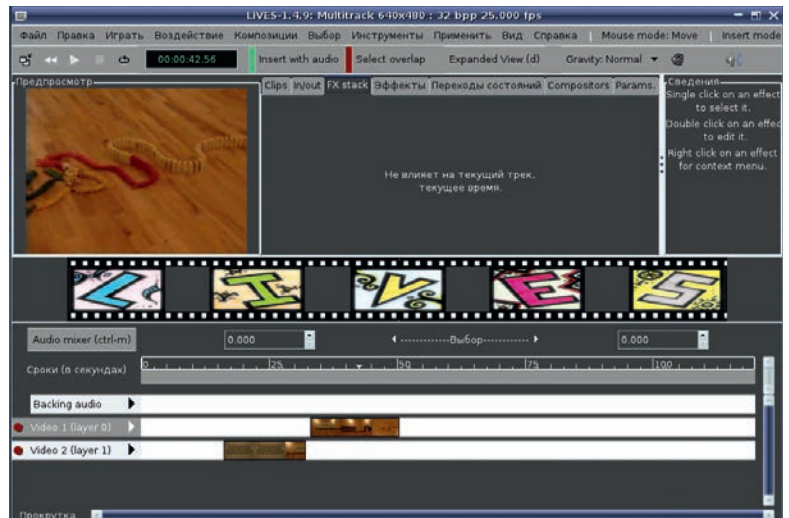 LiVES-1.4.9: Multitrack 640x480 : 32 bpp 25.000 fps
Файл Правка Играть Воздействие Композиции Выбор Инструменты Применить Вид Справка | Mouse mode: Move | Insert mode
00:00:42.56 Insert with audio Select overlap Expanded View (d) Gravity: Normal
Предпросмотр
Clips In/out FX stack Эффекты Переходы состояний Compositors Params.
Не влияет на текущий трек.
текущее время.
Сведения
Single click on an effect
to select it.
Double click on an effec
to edit it.
Right click on an effect
for context menu.
L I V E S
Audio mixer (ctrl-m) 0.000 Выбор 0.000
Сроки (в секундах) 0 25 50 75 100
Backing audio
Video 1 (layer 0)
Video 2 (layer 1)
Прокрутка